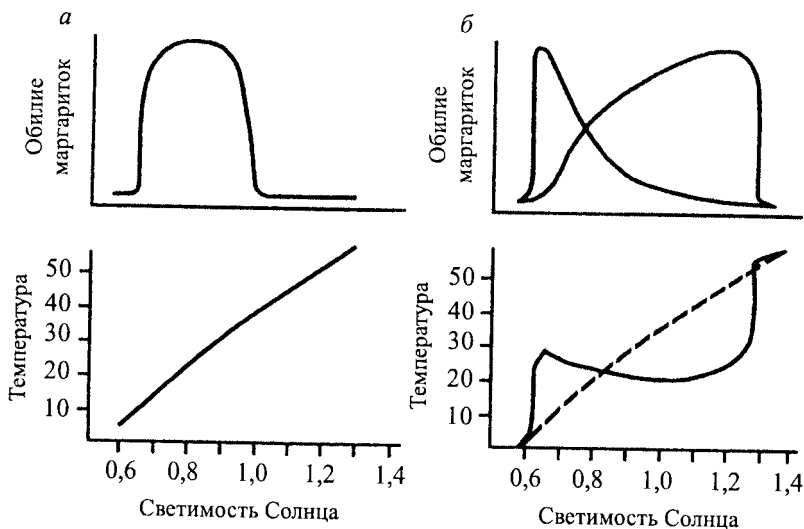 а
Обилие
маргариток
Температура
50
40
30
20
10
0,6 0,8 1,0 1,2 1,4
Светимость Солнца
б
Обилие
маргариток
Температура
50
40
30
20
10
0,6 0,8 1,0 1,2 1,4
Светимость Солнца